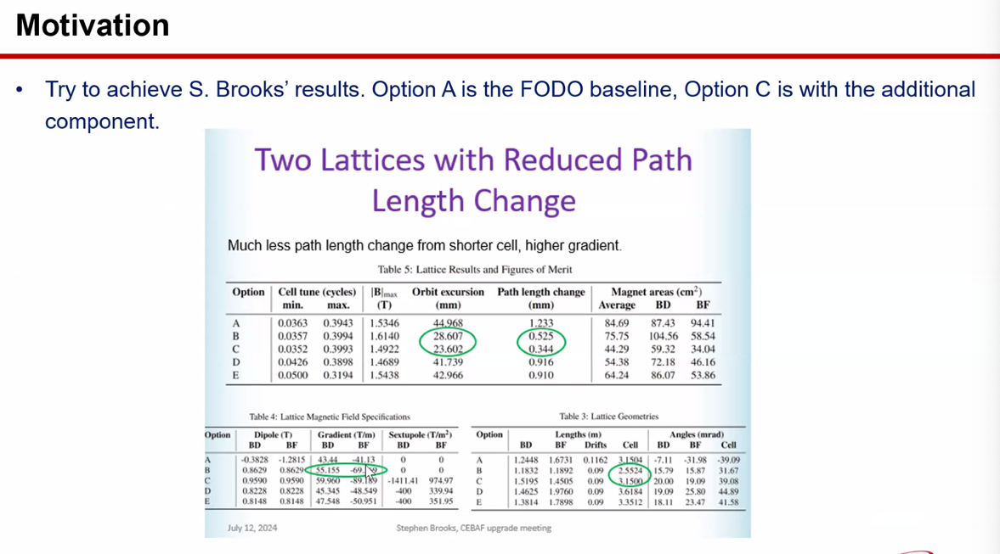 Motivation
• Try to achieve S. Brooks’ results. Option A is the FODO baseline, Option C is with the additional
component.
Two Lattices with Reduced Path
Length Change
Much less path length change from shorter cell, higher gradient.
Table 5: Lattice Results and Figures of Merit
Option Cell tune (cycles) |B|max Orbit excursion Path length change Magnet areas (cm²)
min. max. (T) (mm) (mm) Average BD BF
A 0.0363 0.3943 1.5346 44.968 1.233 84.69 87.43 94.41
B 0.0357 0.3994 1.6140 28.607 0.525 75.75 104.56 58.54
C 0.0352 0.3993 1.4922 23.602 0.344 44.29 59.32 34.04
D 0.0426 0.3898 1.4689 41.739 0.916 54.38 72.18 46.16
E 0.0500 0.3194 1.5438 42.966 0.910 64.24 86.07 53.86
Table 4: Lattice Magnetic Field Specifications
Option Dipole (T) Gradient (T/m) Sextupole (T/m²)
BD BF BD BF BD BF
A -0.3828 -1.2815 43.44 -41.13 0 0
B 0.8629 0.8629 55.155 0 0
C 0.9590 0.9590 59.960 -89.189 -1411.41 974.97
D 0.8228 0.8228 45.345 -48.549 -400 339.94
E 0.8148 0.8148 47.548 -50.951 -400 351.95
Table 3: Lattice Geometries
Option Lengths (m) Angles (mrad)
BD BF Drifts Cell BD BF Cell
A 1.2448 1.6731 0.1162 3.1504 -7.11 -31.98 -39.09
B 1.1832 1.1892 0.09 2.5524 15.79 15.87 31.67
C 1.5195 1.4505 0.09 3.1500 20.00 19.09 39.08
D 1.4625 1.9760 0.09 3.6184 19.09 25.80 44.89
E 1.3814 1.7898 0.09 3.3512 18.11 23.47 41.58
July 12, 2024 Stephen Brooks, CEBAF upgrade meeting